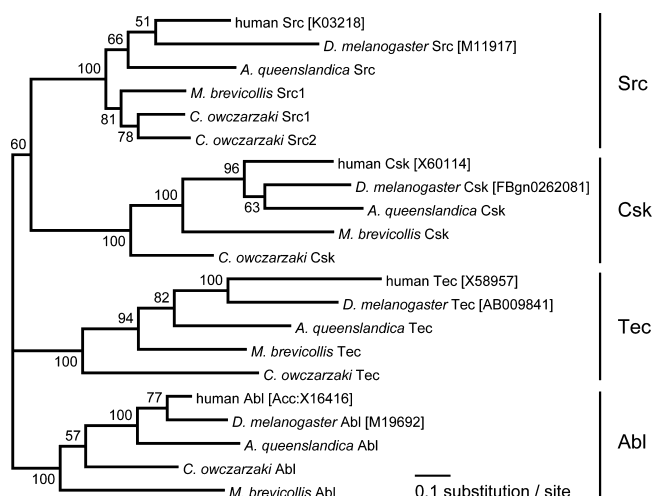 51 human Src [K03218]
66 D. melanogaster Src [M11917]
100 A. queenslandica Src
M. brevicollis Src1
Src
81 C. owczarzaki Src1
78 C. owczarzaki Src2
60
96 human Csk [X60114]
100 D. melanogaster Csk [FBgn0262081]
63 A. queenslandica Csk
Csk
M. brevicollis Csk
100 C. owczarzaki Csk
100 human Tec [X58957]
82 D. melanogaster Tec [AB009841]
94 A. queenslandica Tec
Tec
M. brevicollis Tec
100 C. owczarzaki Tec
77 human Abl [Acc:X16416]
100 D. melanogaster Abl [M19692]
57 A. queenslandica Abl
Abl
C. owczarzaki Abl
100 M. brevicollis Abl
0.1 substitution / site